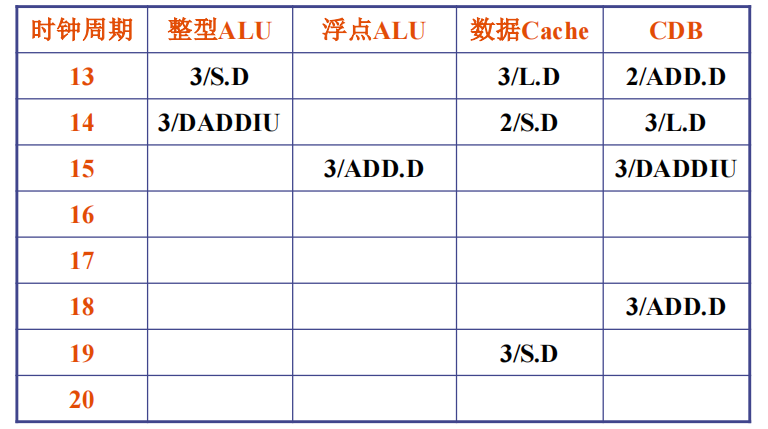 时钟周期 整型ALU 浮点ALU 数据Cache CDB
13 3/S.D 3/L.D 2/ADD.D
14 3/DADDIU 2/S.D 3/L.D
15 3/ADD.D 3/DADDIU
16
17
18 3/ADD.D
19 3/S.D
20